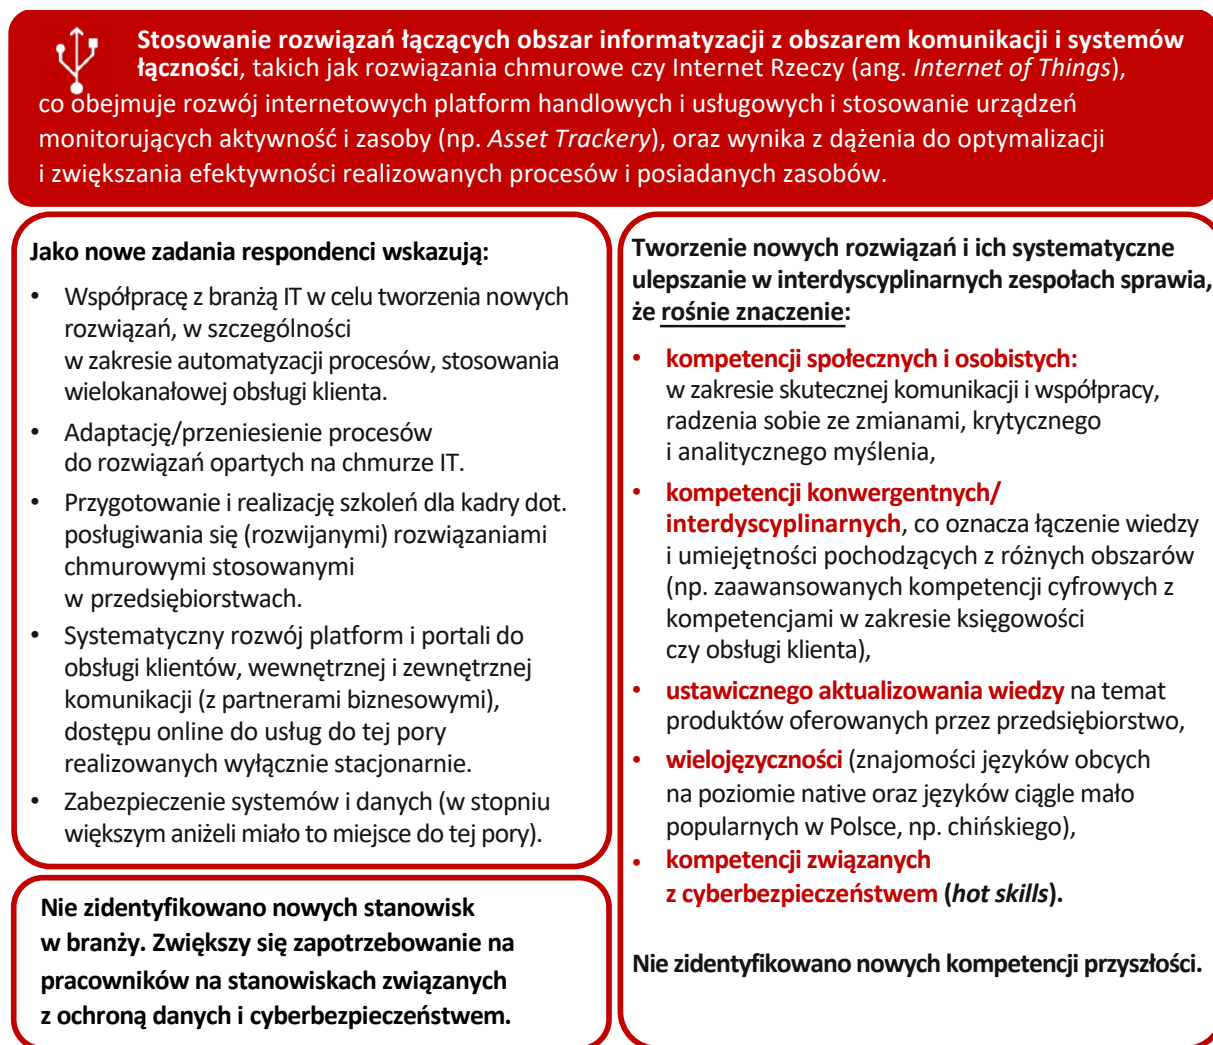 Stosowanie rozwiązań łączących obszar informatyzacji z obszarem komunikacji i systemów
łączności, takich jak rozwiązania chmurowe czy Internet Rzeczy (ang. Internet of Things),
co obejmuje rozwój internetowych platform handlowych i usługowych i stosowanie urządzeń
monitorujących aktywność i zasoby (np. Asset Trackery), oraz wynika z dążenia do optymalizacji
i zwiększania efektywności realizowanych procesów i posiadanych zasobów.
Jako nowe zadania respondenci wskazują:
• Współpracę z branżą IT w celu tworzenia nowych
rozwiązań, w szczególności
w zakresie automatyzacji procesów, stosowania
wielokanałowej obsługi klienta.
• Adaptację/przeniesienie procesów
do rozwiązań opartych na chmurze IT.
• Przygotowanie i realizację szkoleń dla kadry dot.
posługiwania się (rozwijanymi) rozwiązaniami
chmurowymi stosowanymi
w przedsiębiorstwach.
• Systematyczny rozwój platform i portali do
obsługi klientów, wewnętrznej i zewnętrznej
komunikacji (z partnerami biznesowymi),
dostępu online do usług do tej pory
realizowanych wyłącznie stacjonarnie.
• Zabezpieczenie systemów i danych (w stopniu
większym aniżeli miało to miejsce do tej pory).
Nie zidentyfikowano nowych stanowisk
w branży. Zwiększy się zapotrzebowanie na
pracowników na stanowiskach związanych
z ochroną danych i cyberbezpieczeństwem.
Tworzenie nowych rozwiązań i ich systematyczne
ulepszanie w interdyscyplinarnych zespołach sprawia,
że rośnie znaczenie:
• kompetencji społecznych i osobistych:
w zakresie skutecznej komunikacji i współpracy,
radzenia sobie ze zmianami, krytycznego
i analitycznego myślenia,
• kompetencji konwergentnych/
interdyscyplinarnych, co oznacza łączenie wiedzy
i umiejętności pochodzących z różnych obszarów
(np. zaawansowanych kompetencji cyfrowych z
kompetencjami w zakresie księgowości
czy obsługi klienta),
• ustawicznego aktualizowania wiedzy na temat
produktów oferowanych przez przedsiębiorstwo,
• wielojęzyczności (znajomości języków obcych
na poziomie native oraz języków ciągle mało
popularnych w Polsce, np. chińskiego),
• kompetencji związanych
z cyberbezpieczeństwem (hot skills).
Nie zidentyfikowano nowych kompetencji przyszłości.